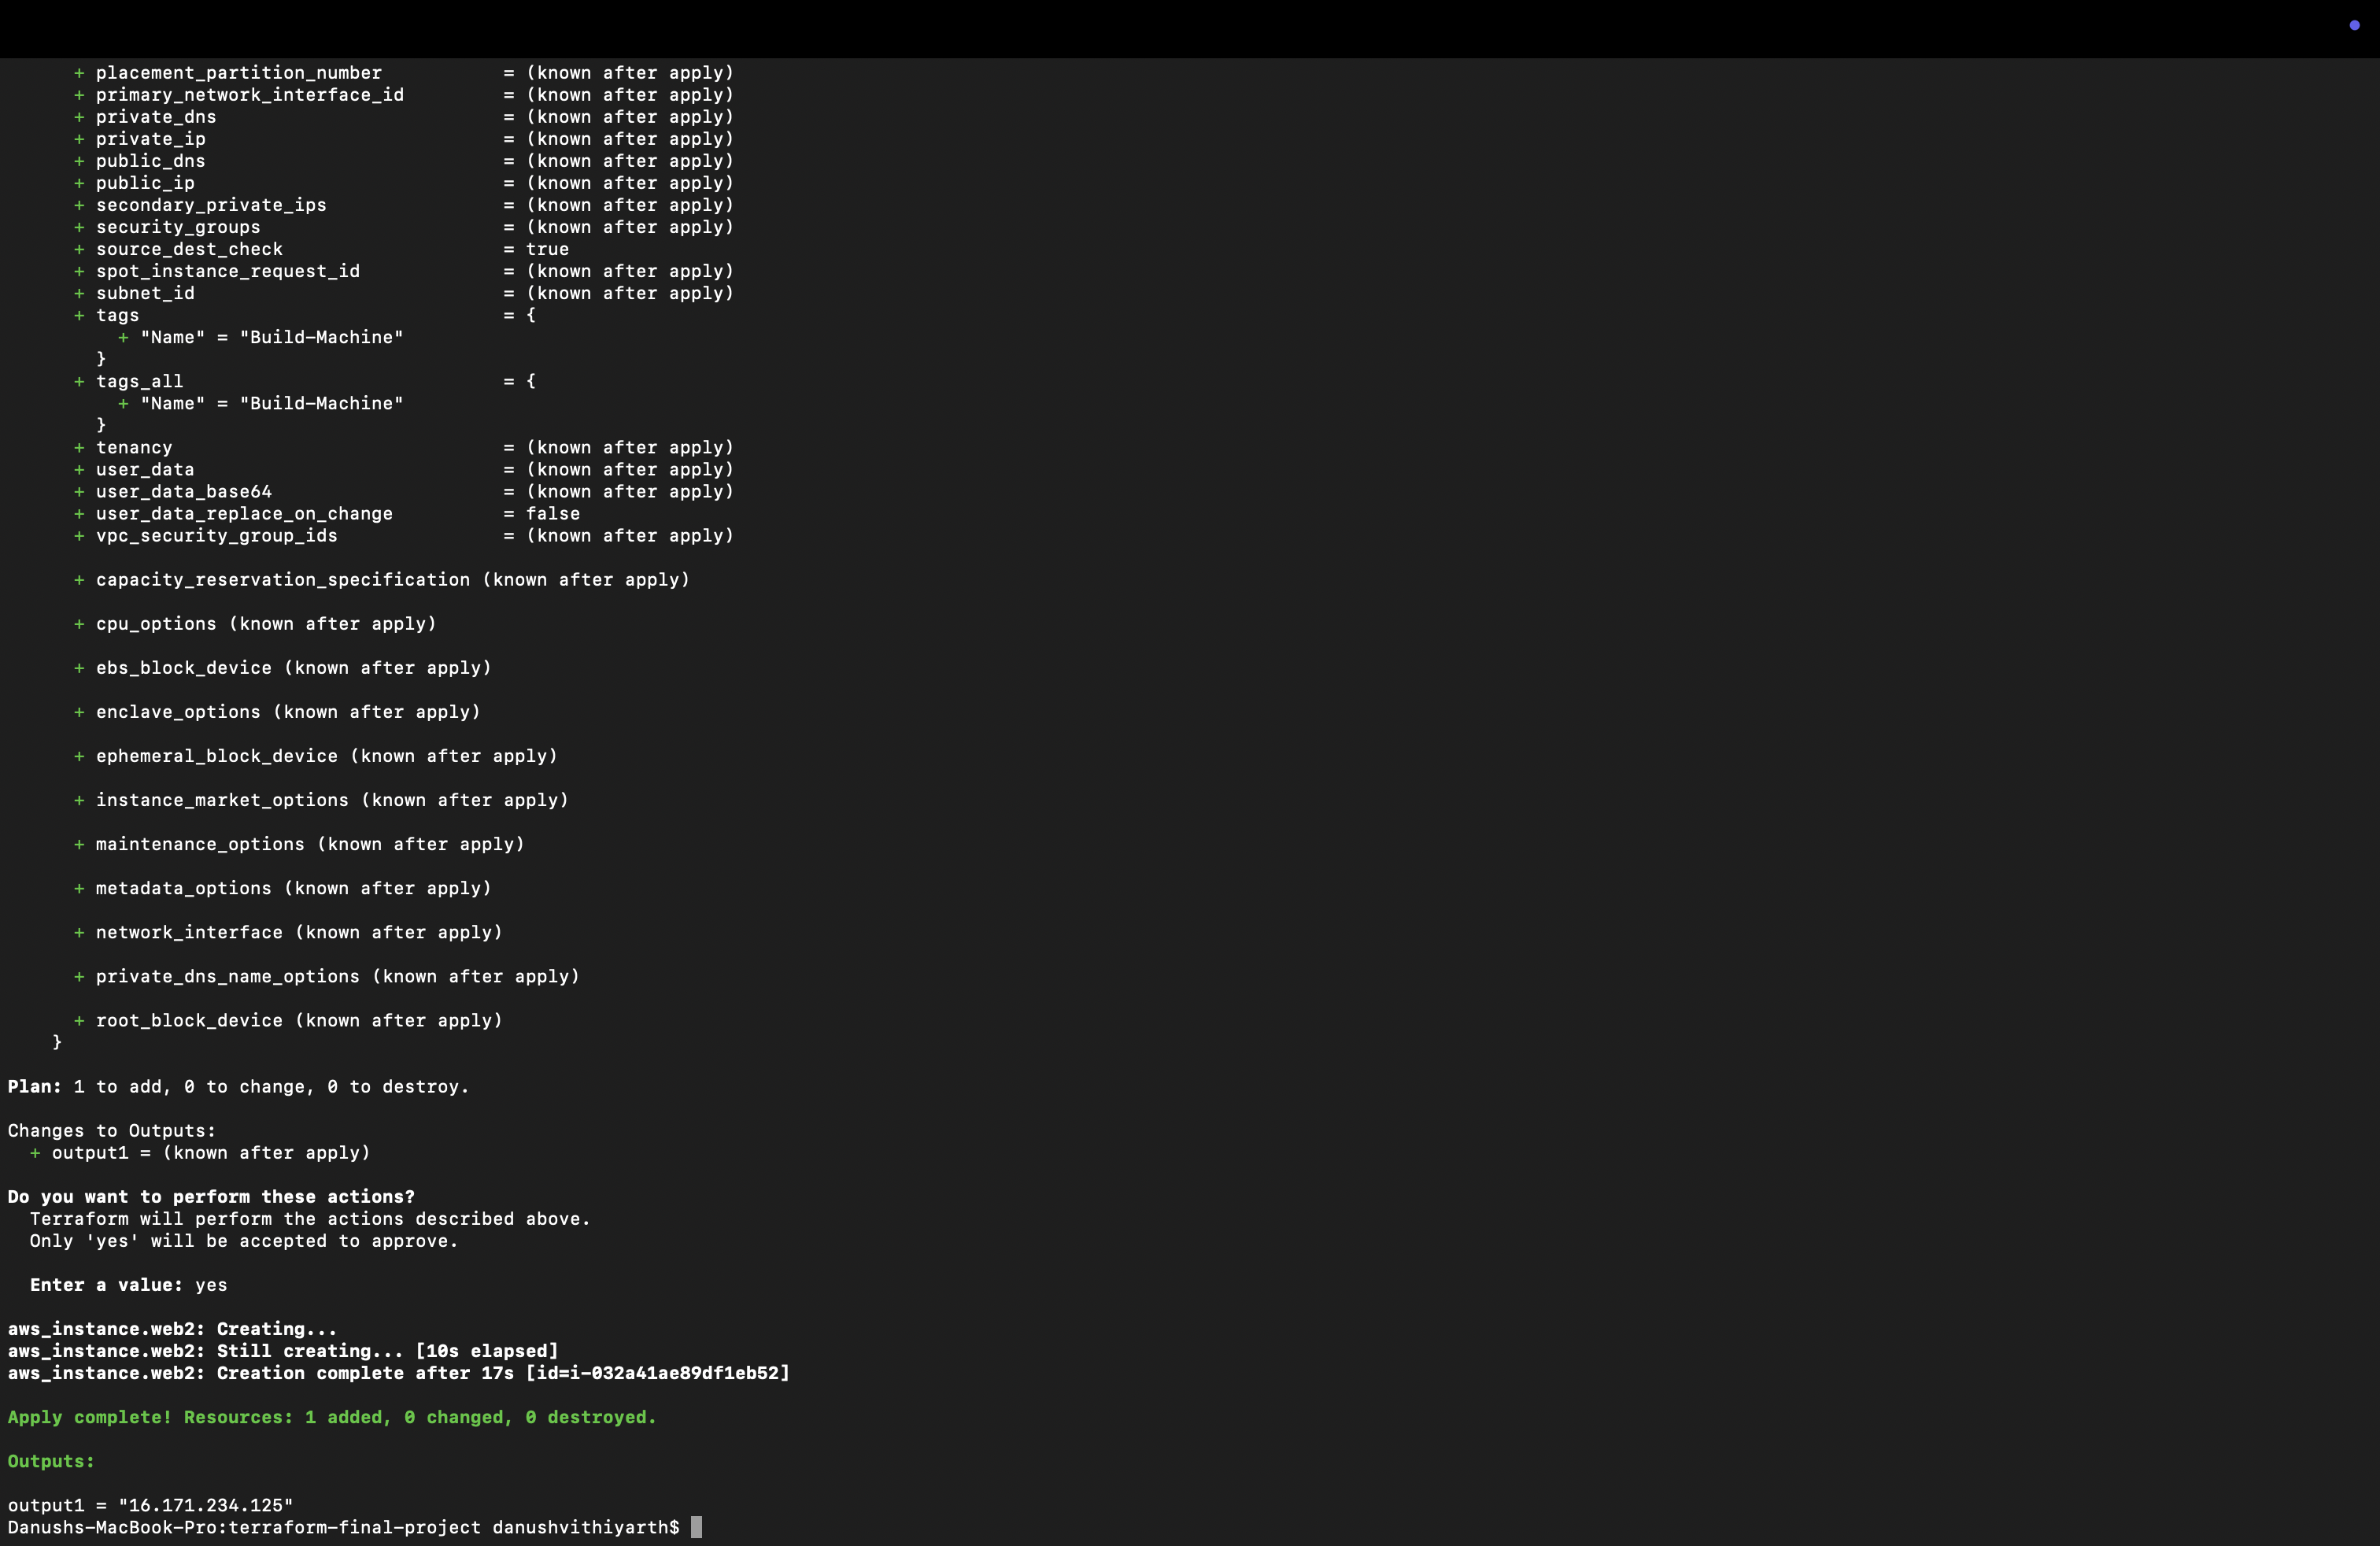 + placement_partition_number = (known after apply)
+ primary_network_interface_id = (known after apply)
+ private_dns = (known after apply)
+ private_ip = (known after apply)
+ public_dns = (known after apply)
+ public_ip = (known after apply)
+ secondary_private_ips = (known after apply)
+ security_groups = (known after apply)
+ source_dest_check = true
+ spot_instance_request_id = (known after apply)
+ subnet_id = (known after apply)
+ tags = {
+ "Name" = "Build-Machine"
}
+ tags_all = {
+ "Name" = "Build-Machine"
}
+ tenancy = (known after apply)
+ user_data = (known after apply)
+ user_data_base64 = (known after apply)
+ user_data_replace_on_change = false
+ vpc_security_group_ids = (known after apply)
+ capacity_reservation_specification (known after apply)
+ cpu_options (known after apply)
+ ebs_block_device (known after apply)
+ enclave_options (known after apply)
+ ephemeral_block_device (known after apply)
+ instance_market_options (known after apply)
+ maintenance_options (known after apply)
+ metadata_options (known after apply)
+ network_interface (known after apply)
+ private_dns_name_options (known after apply)
+ root_block_device (known after apply)
}
Plan: 1 to add, 0 to change, 0 to destroy.
Changes to Outputs:
+ output1 = (known after apply)
Do you want to perform these actions?
Terraform will perform the actions described above.
Only 'yes' will be accepted to approve.
Enter a value: yes
aws_instance.web2: Creating...
aws_instance.web2: Still creating... [10s elapsed]
aws_instance.web2: Creation complete after 17s [id=i-032a41ae89df1eb52]
Apply complete! Resources: 1 added, 0 changed, 0 destroyed.
Outputs:
output1 = "16.171.234.125"
Danushs-MacBook-Pro:terraform-final-project danushvithiyarth$